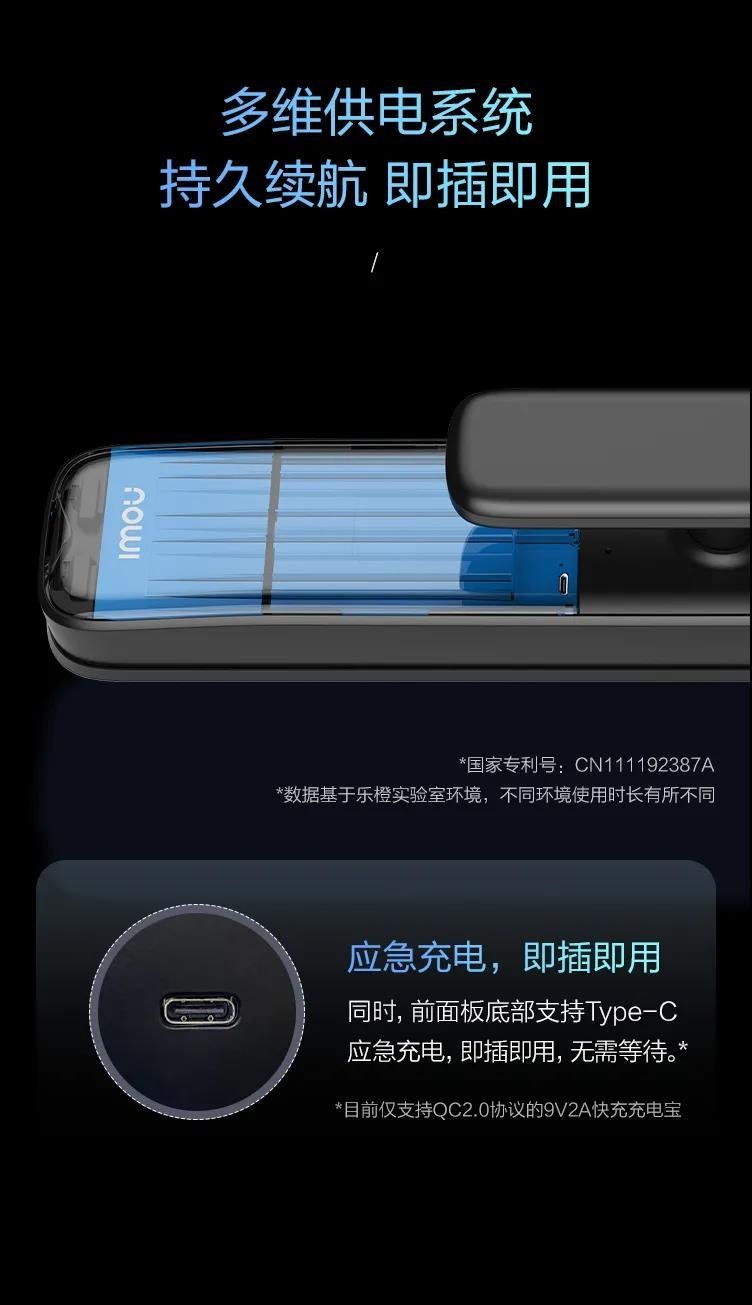 多维供电系统
持久续航 即插即用
/
imou
*国家专利号：CN111192387A
*数据基于乐橙实验室环境，不同环境使用时长有所不同
应急充电，即插即用
同时，前面板底部支持Type-C
应急充电，即插即用，无需等待。*
*目前仅支持QC2.0协议的9V2A快充充电宝